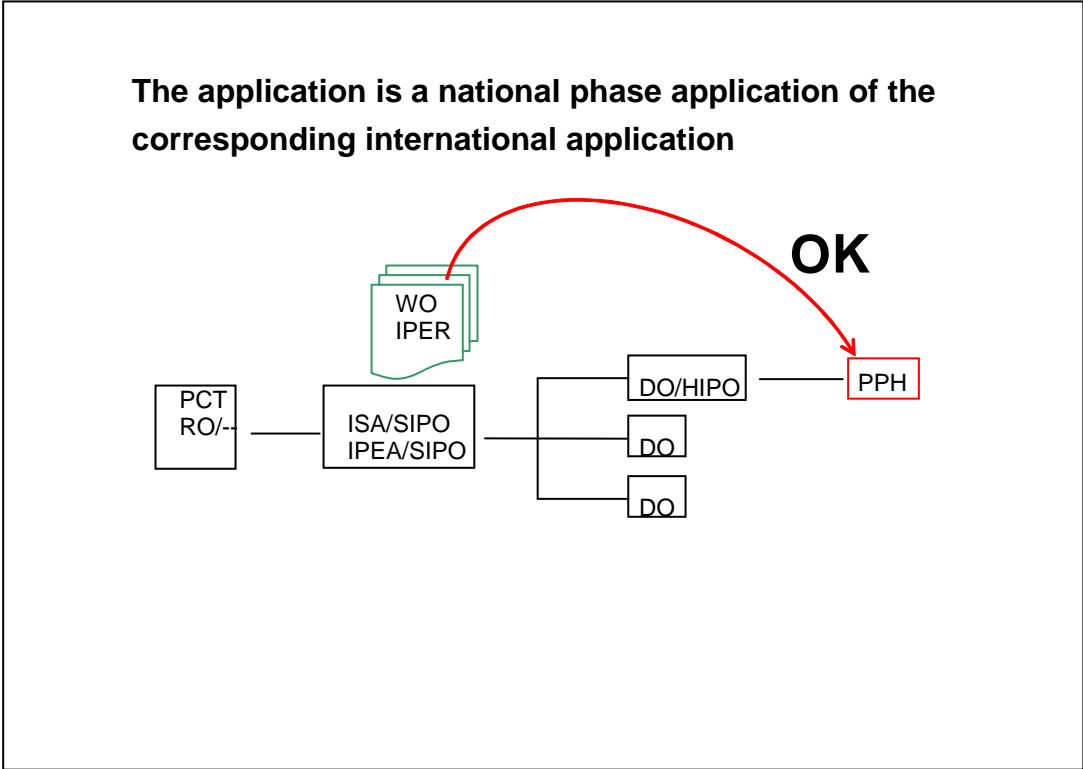 The application is a national phase application of the
corresponding international application
OK
WO
IPER
PCT
RO/--
ISA/SIPO
IPEA/SIPO
DO/HIPO
PPH
DO
DO